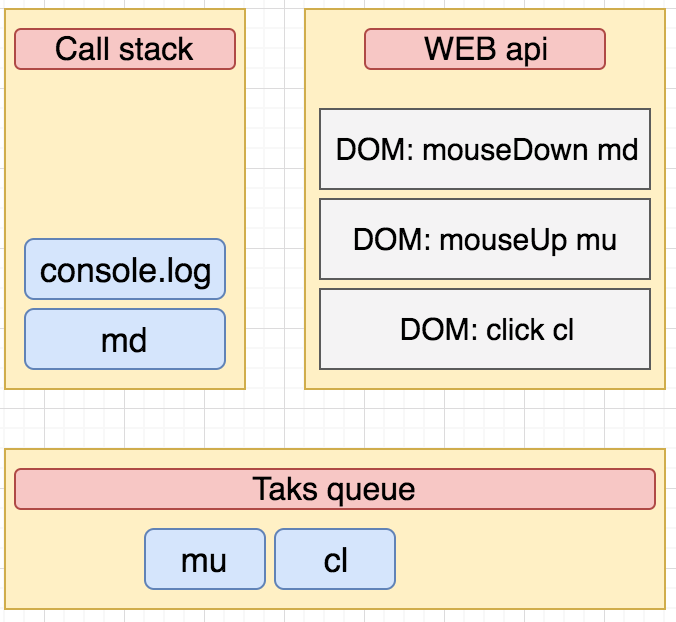 Call stack
console.log
md
WEB api
DOM: mouseDown md
DOM: mouseUp mu
DOM: click cl
Taks queue
mu
cl